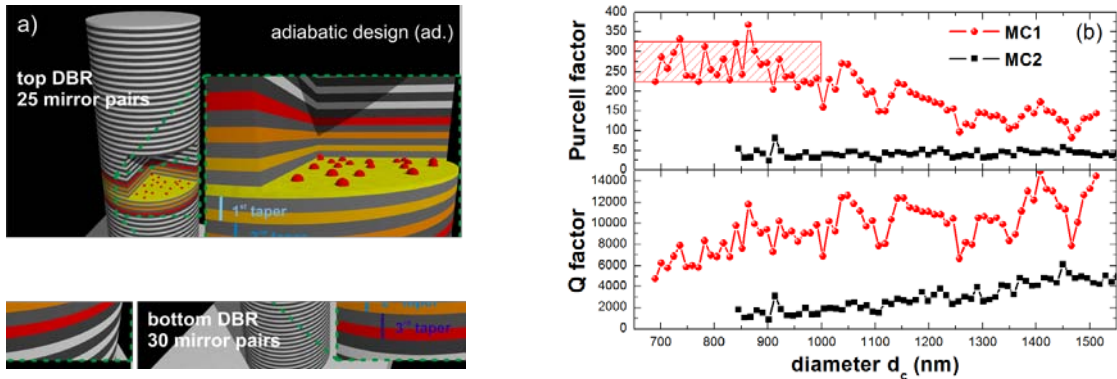 a)
adiabatic design (ad.)
top DBR
25 mirror pairs
1st taper
bottom DBR
30 mirror pairs
3rd taper
(b)
MC1
MC2
Purcell factor
400
350
300
250
200
150
100
50
0
Q factor
14000
12000
10000
8000
6000
4000
2000
0
700 800 900 1000 1100 1200 1300 1400 1500
diameter dc (nm)